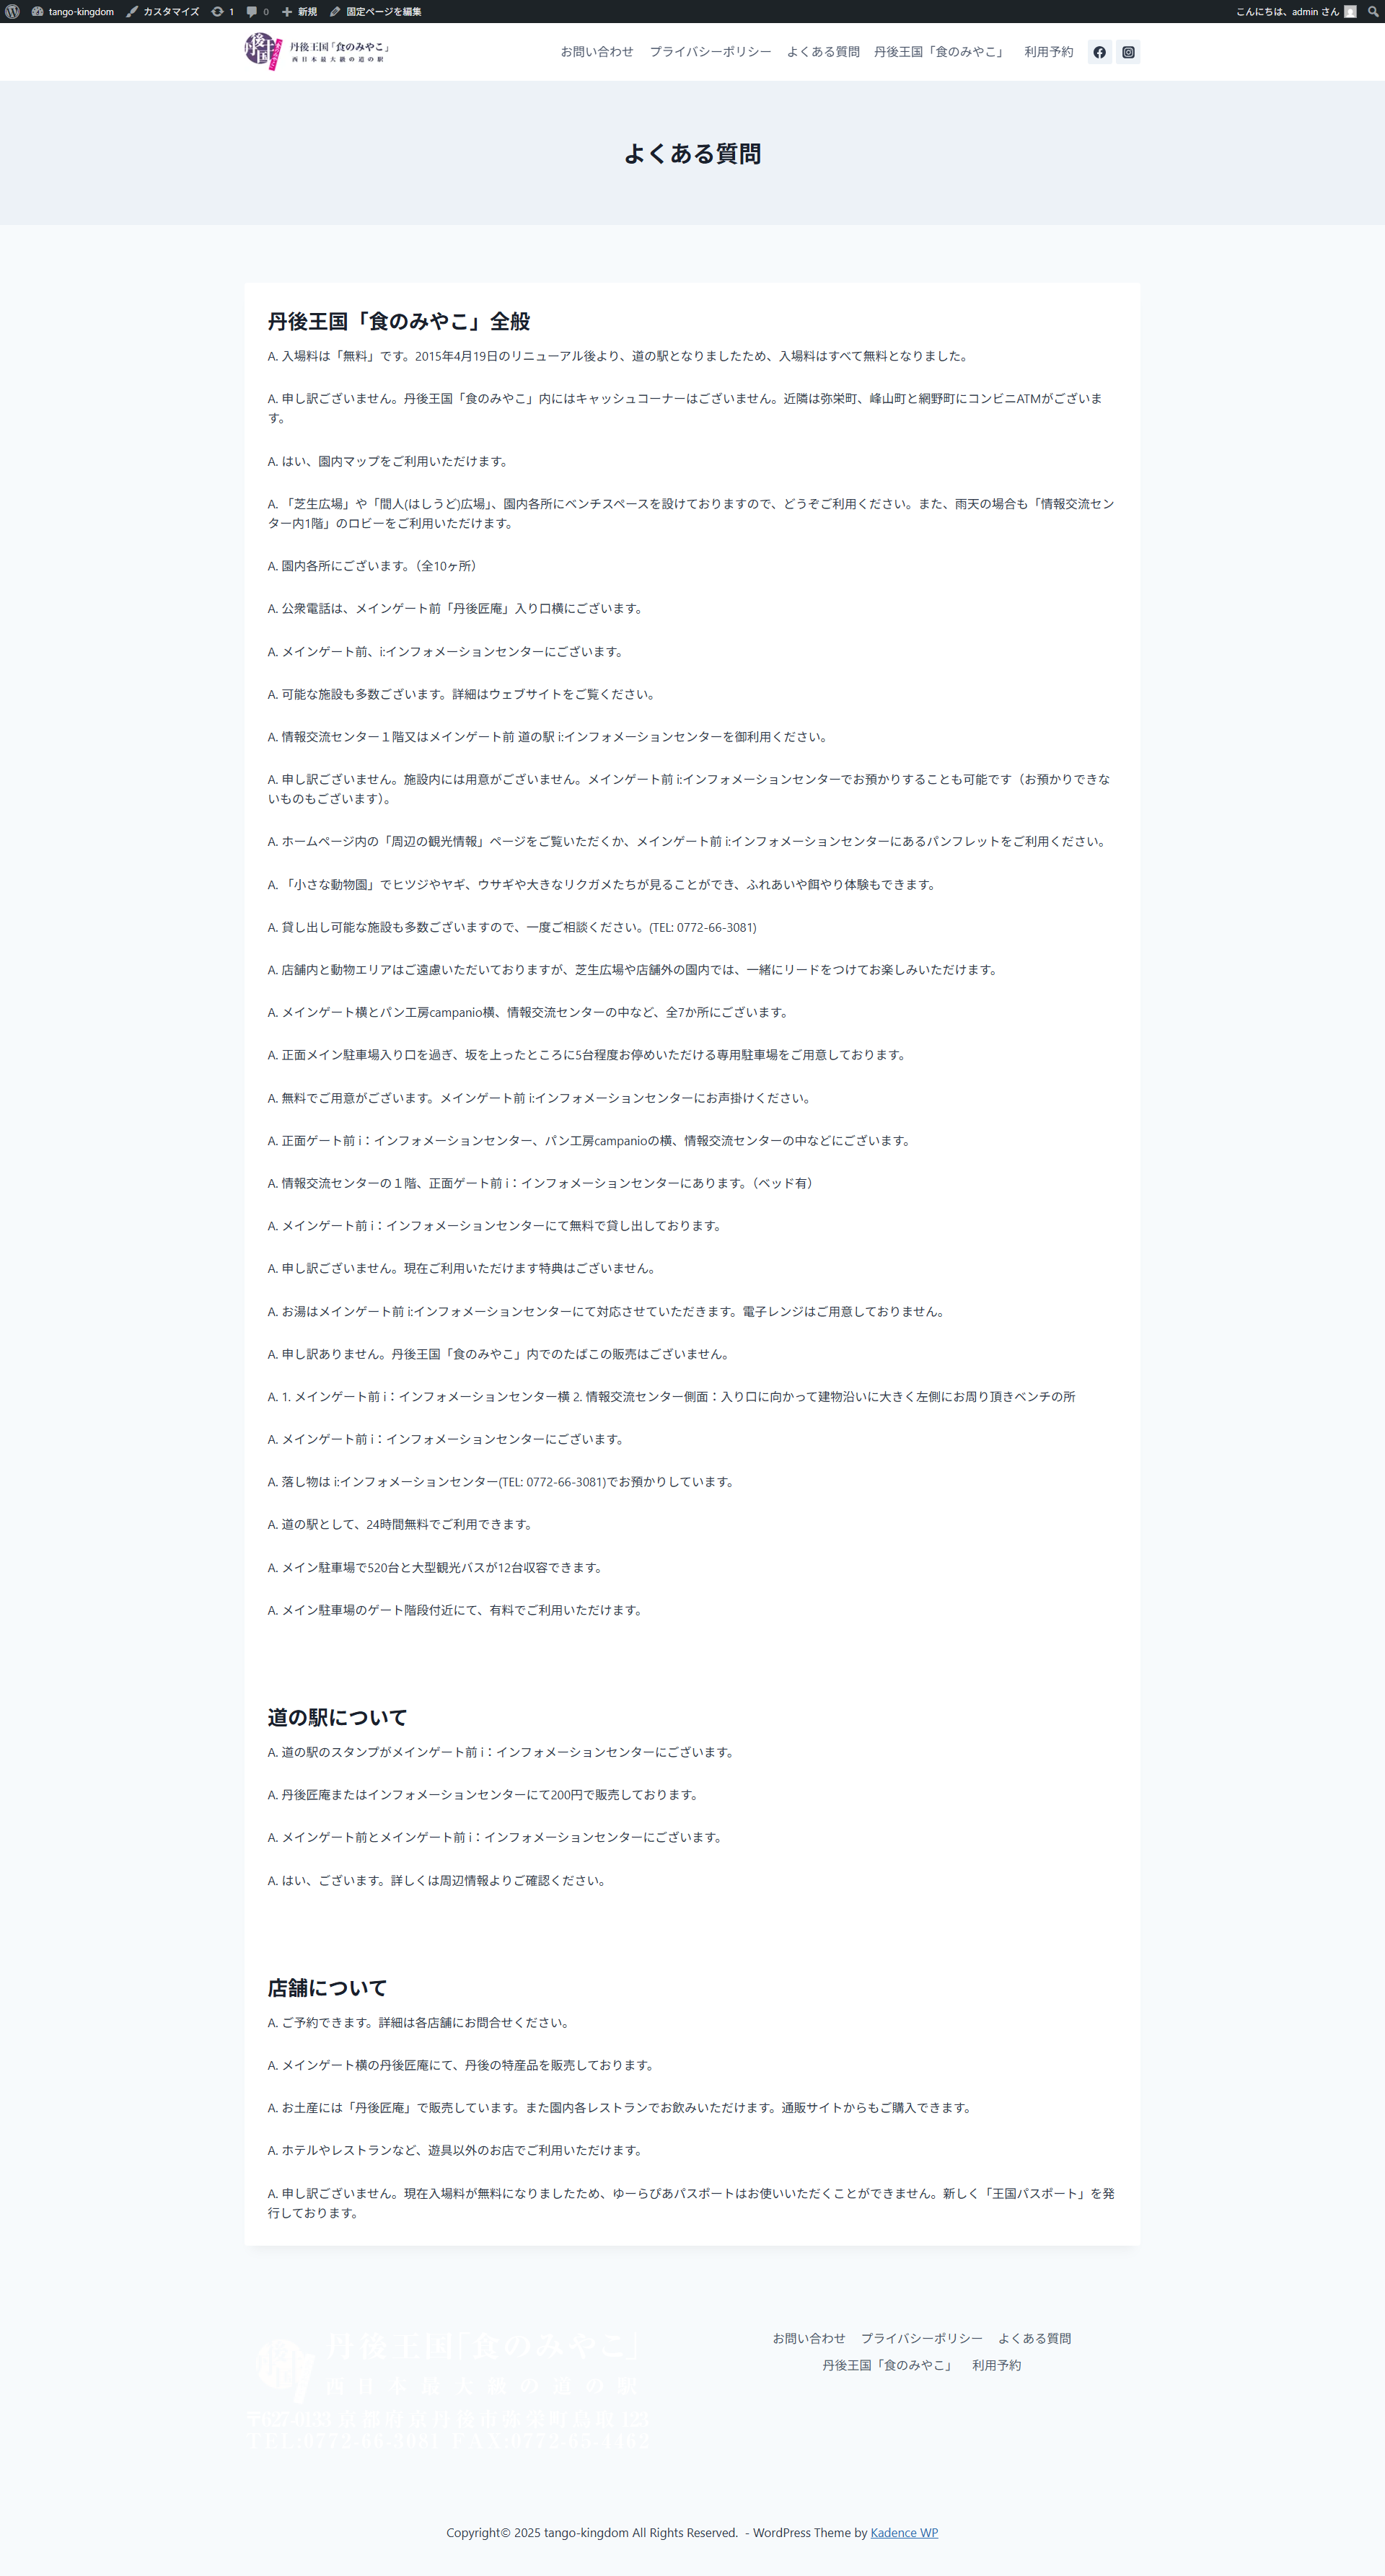 tango-kingdom カスタマイズ 1 0 新規 固定ページを編集 こんにちは、admin さん
丹後王国「食のみやこ」
西日本最大級の道の駅
お問い合わせ プライバシーポリシー よくある質問 丹後王国「食のみやこ」 利用予約
よくある質問
丹後王国「食のみやこ」全般
A. 入場料は「無料」です。2015年4月19日のリニューアル後より、道の駅となりましたため、入場料はすべて無料となりました。
A. 申し訳ございません。丹後王国「食のみやこ」内にはキャッシュコーナーはございません。近隣は弥栄町、峰山町と網野町にコンビニATMがございま
す。
A. はい、園内マップをご利用いただけます。
A. 「芝生広場」や「間人(はしうど)広場」、園内各所にベンチスペースを設けておりますので、どうぞご利用ください。また、雨天の場合も「情報交流セン
ター内1階」のロビーをご利用いただけます。
A. 園内各所にございます。（全10ヶ所）
A. 公衆電話は、メインゲート前「丹後匠庵」入り口横にございます。
A. メインゲート前、i:インフォメーションセンターにございます。
A. 可能な施設も多数ございます。詳細はウェブサイトをご覧ください。
A. 情報交流センター１階又はメインゲート前 道の駅 i:インフォメーションセンターを御利用ください。
A. 申し訳ございません。施設内には用意がございません。メインゲート前 i:インフォメーションセンターでお預かりすることも可能です（お預かりできな
いものもございます）。
A. ホームページ内の「周辺の観光情報」ページをご覧いただくか、メインゲート前 i:インフォメーションセンターにあるパンフレットをご利用ください。
A. 「小さな動物園」でヒツジやヤギ、ウサギや大きなリクガメたちが見ることができ、ふれあいや餌やり体験もできます。
A. 貸し出し可能な施設も多数ございますので、一度ご相談ください。(TEL: 0772-66-3081)
A. 店舗内と動物エリアはご遠慮いただいておりますが、芝生広場や店舗外の園内では、一緒にリードをつけてお楽しみいただけます。
A. メインゲート横とパン工房campanio横、情報交流センターの中など、全7か所にございます。
A. 正面メイン駐車場入り口を過ぎ、坂を上ったところに5台程度お停めいただける専用駐車場をご用意しております。
A. 無料でご用意がございます。メインゲート前 i:インフォメーションセンターにお声掛けください。
A. 正面ゲート前 i：インフォメーションセンター、パン工房campanioの横、情報交流センターの中などにございます。
A. 情報交流センターの１階、正面ゲート前 i：インフォメーションセンターにあります。（ベッド有）
A. メインゲート前 i：インフォメーションセンターにて無料で貸し出しております。
A. 申し訳ございません。現在ご利用いただけます特典はございません。
A. お湯はメインゲート前 i:インフォメーションセンターにて対応させていただきます。電子レンジはご用意しておりません。
A. 申し訳ありません。丹後王国「食のみやこ」内でのたばこの販売はございません。
A. 1. メインゲート前 i：インフォメーションセンター横 2. 情報交流センター側面：入り口に向かって建物沿いに大きく左側にお周り頂きベンチの所
A. メインゲート前 i：インフォメーションセンターにございます。
A. 落し物は i:インフォメーションセンター(TEL: 0772-66-3081)でお預かりしています。
A. 道の駅として、24時間無料でご利用できます。
A. メイン駐車場で520台と大型観光バスが12台収容できます。
A. メイン駐車場のゲート階段付近にて、有料でご利用いただけます。
道の駅について
A. 道の駅のスタンプがメインゲート前 i：インフォメーションセンターにございます。
A. 丹後匠庵またはインフォメーションセンターにて200円で販売しております。
A. メインゲート前とメインゲート前 i：インフォメーションセンターにございます。
A. はい、ございます。詳しくは周辺情報よりご確認ください。
店舗について
A. ご予約できます。詳細は各店舗にお問合せください。
A. メインゲート横の丹後匠庵にて、丹後の特産品を販売しております。
A. お土産には「丹後匠庵」で販売しています。また園内各レストランでお飲みいただけます。通販サイトからもご購入できます。
A. ホテルやレストランなど、遊具以外のお店でご利用いただけます。
A. 申し訳ございません。現在入場料が無料になりましたため、ゆーらぴあパスポートはお使いいただくことができません。新しく「王国パスポート」を発
行しております。
丹後王国「食のみやこ」
西日本最大級の道の駅
〒627-0133 京都府京丹後市弥栄町鳥取 123
TEL:0772-66-3081 FAX:0772-65-4462
お問い合わせ プライバシーポリシー よくある質問
丹後王国「食のみやこ」 利用予約
Copyright© 2025 tango-kingdom All Rights Reserved. - WordPress Theme by Kadence WP